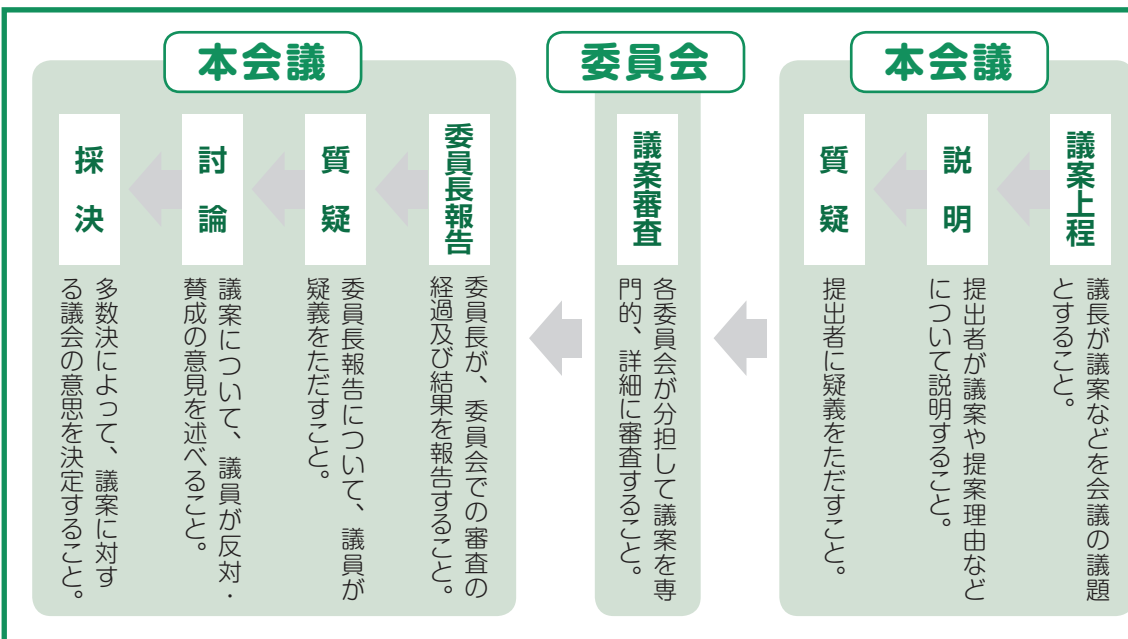 本会議
議案上程
議長が議案などを会議の議題
とすること。
説明
提出者が議案や提案理由など
について説明すること。
質疑
提出者に疑義をただすこと。
委員会
議案審査
各委員会が分担して議案を専
門的、詳細に審査すること。
本会議
委員長報告
委員長が、委員会での審査の
経過及び結果を報告すること。
質疑
委員長報告について、議員が
疑義をただすこと。
討論
議案について、議員が反対・
賛成の意見を述べること。
採決
多数決によって、議案に対す
る議会の意思を決定すること。